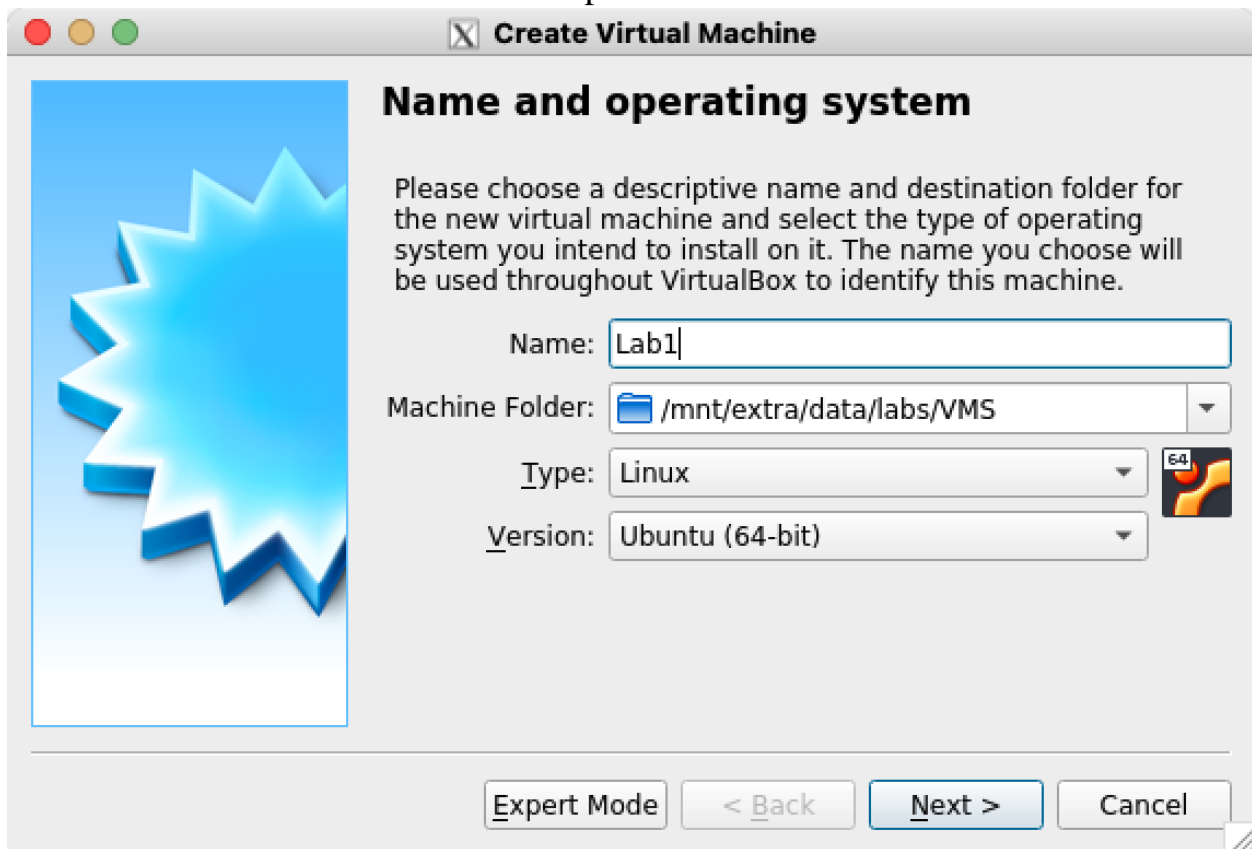 Create Virtual Machine
Name and operating system
Please choose a descriptive name and destination folder for
the new virtual machine and select the type of operating
system you intend to install on it. The name you choose will
be used throughout VirtualBox to identify this machine.
Name: Lab1
Machine Folder: /mnt/extra/data/labs/VMS
Type: Linux
64
Version: Ubuntu (64-bit)
Expert Mode < Back Next > Cancel